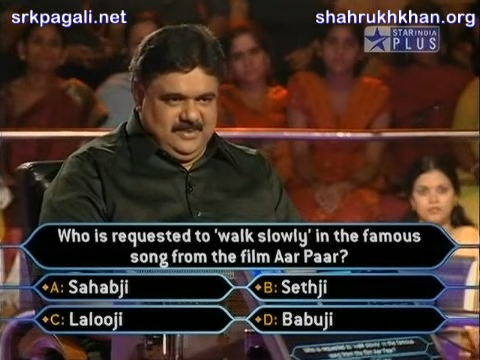 srkpagali.net
shahrukhkhan.org
STAR INDIA
PLUS
Who is requested to 'walk slowly' in the famous
song from the film Aar Paar?
A: Sahabji
B: Sethji
C: Lalooji
D: Babuji